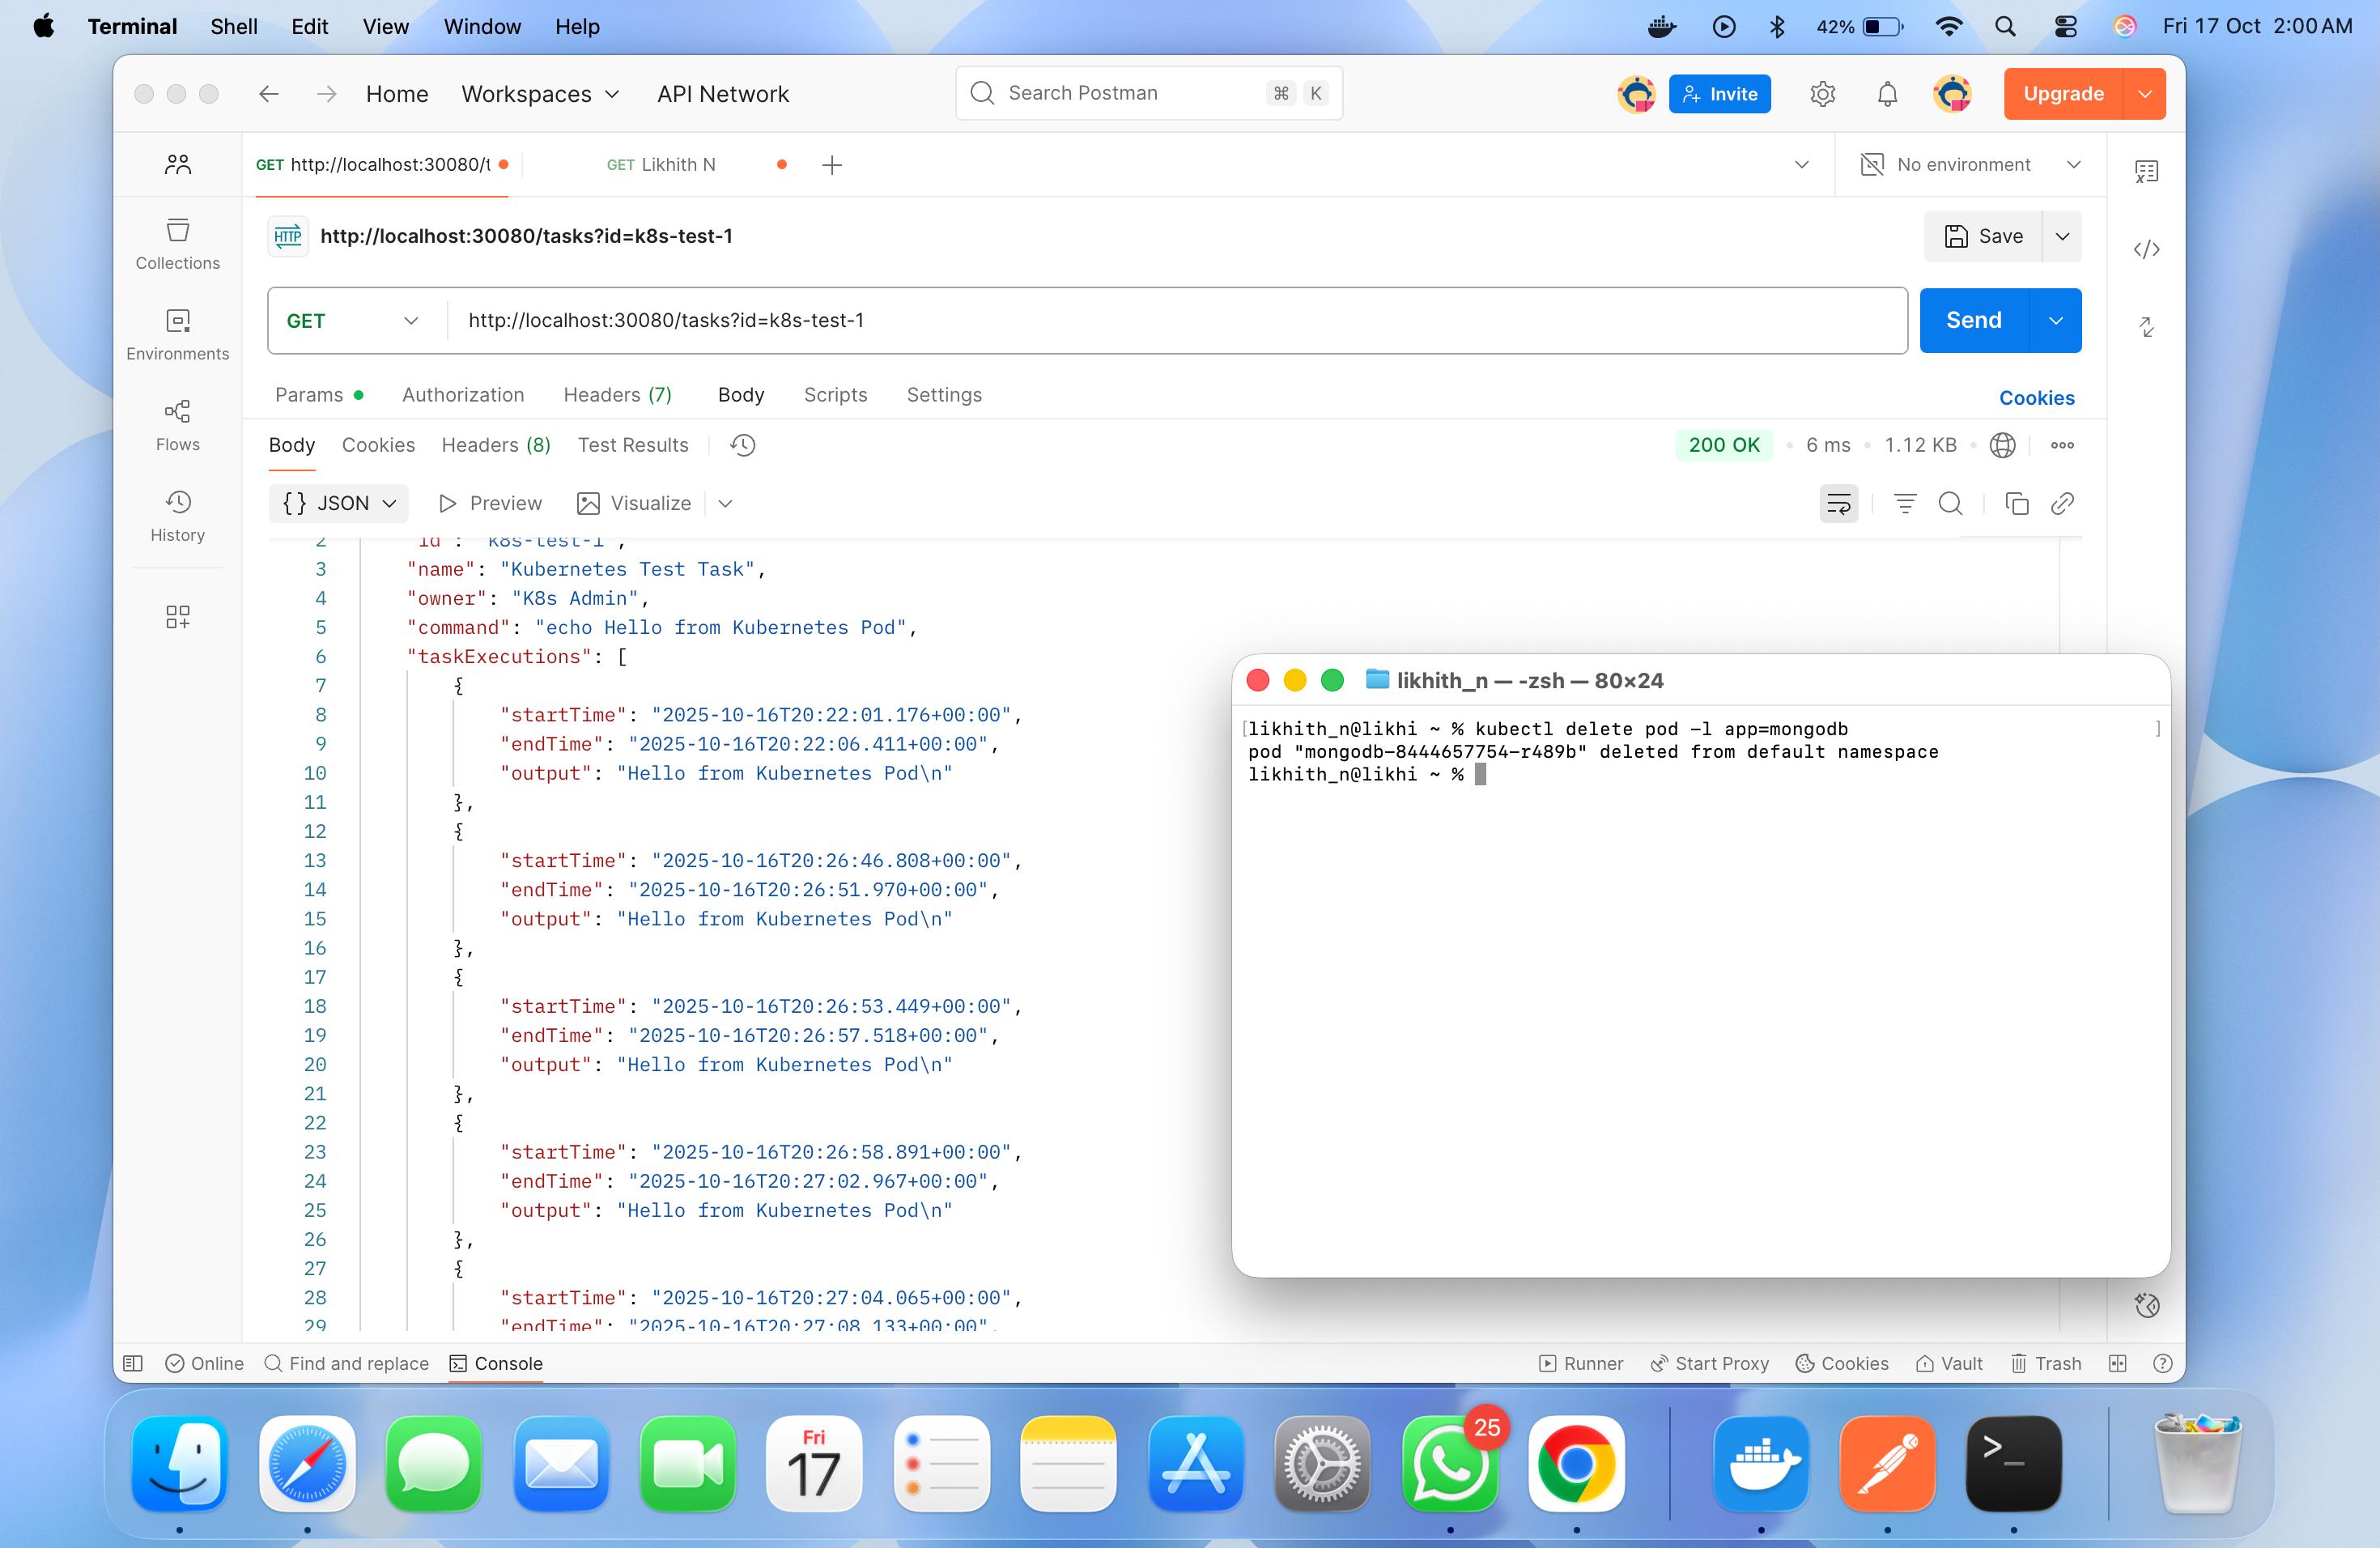 Terminal Shell Edit View Window Help 42% Fri 17 Oct 2:00 AM
Home Workspaces API Network Search Postman ⌘ K Invite Upgrade
GET http://localhost:30080/t GET Likhith N No environment
HTTP http://localhost:30080/tasks?id=k8s-test-1 Save
Collections
Environments
Flows
History
GET http://localhost:30080/tasks?id=k8s-test-1 Send
Params Authorization Headers (7) Body Scripts Settings Cookies
Body Cookies Headers (8) Test Results 200 OK 6 ms 1.12 KB
{} JSON Preview Visualize
2 "id": "k8s-test-1",
3 "name": "Kubernetes Test Task",
4 "owner": "K8s Admin",
5 "command": "echo Hello from Kubernetes Pod",
6 "taskExecutions": [
7 {
8 "startTime": "2025-10-16T20:22:01.176+00:00",
9 "endTime": "2025-10-16T20:22:06.411+00:00",
10 "output": "Hello from Kubernetes Pod\n"
11 },
12 {
13 "startTime": "2025-10-16T20:26:46.808+00:00",
14 "endTime": "2025-10-16T20:26:51.970+00:00",
15 "output": "Hello from Kubernetes Pod\n"
16 },
17 {
18 "startTime": "2025-10-16T20:26:53.449+00:00",
19 "endTime": "2025-10-16T20:26:57.518+00:00",
20 "output": "Hello from Kubernetes Pod\n"
21 },
22 {
23 "startTime": "2025-10-16T20:26:58.891+00:00",
24 "endTime": "2025-10-16T20:27:02.967+00:00",
25 "output": "Hello from Kubernetes Pod\n"
26 },
27 {
28 "startTime": "2025-10-16T20:27:04.065+00:00",
29 "endTime": "2025-10-16T20:27:08.133+00:00",
likhith_n — -zsh — 80×24
[likhith_n@likhi ~ % kubectl delete pod -l app=mongodb ]
pod "mongodb-8444657754-r489b" deleted from default namespace
likhith_n@likhi ~ %
Online Find and replace Console Runner Start Proxy Cookies Vault Trash
Fri
17
25